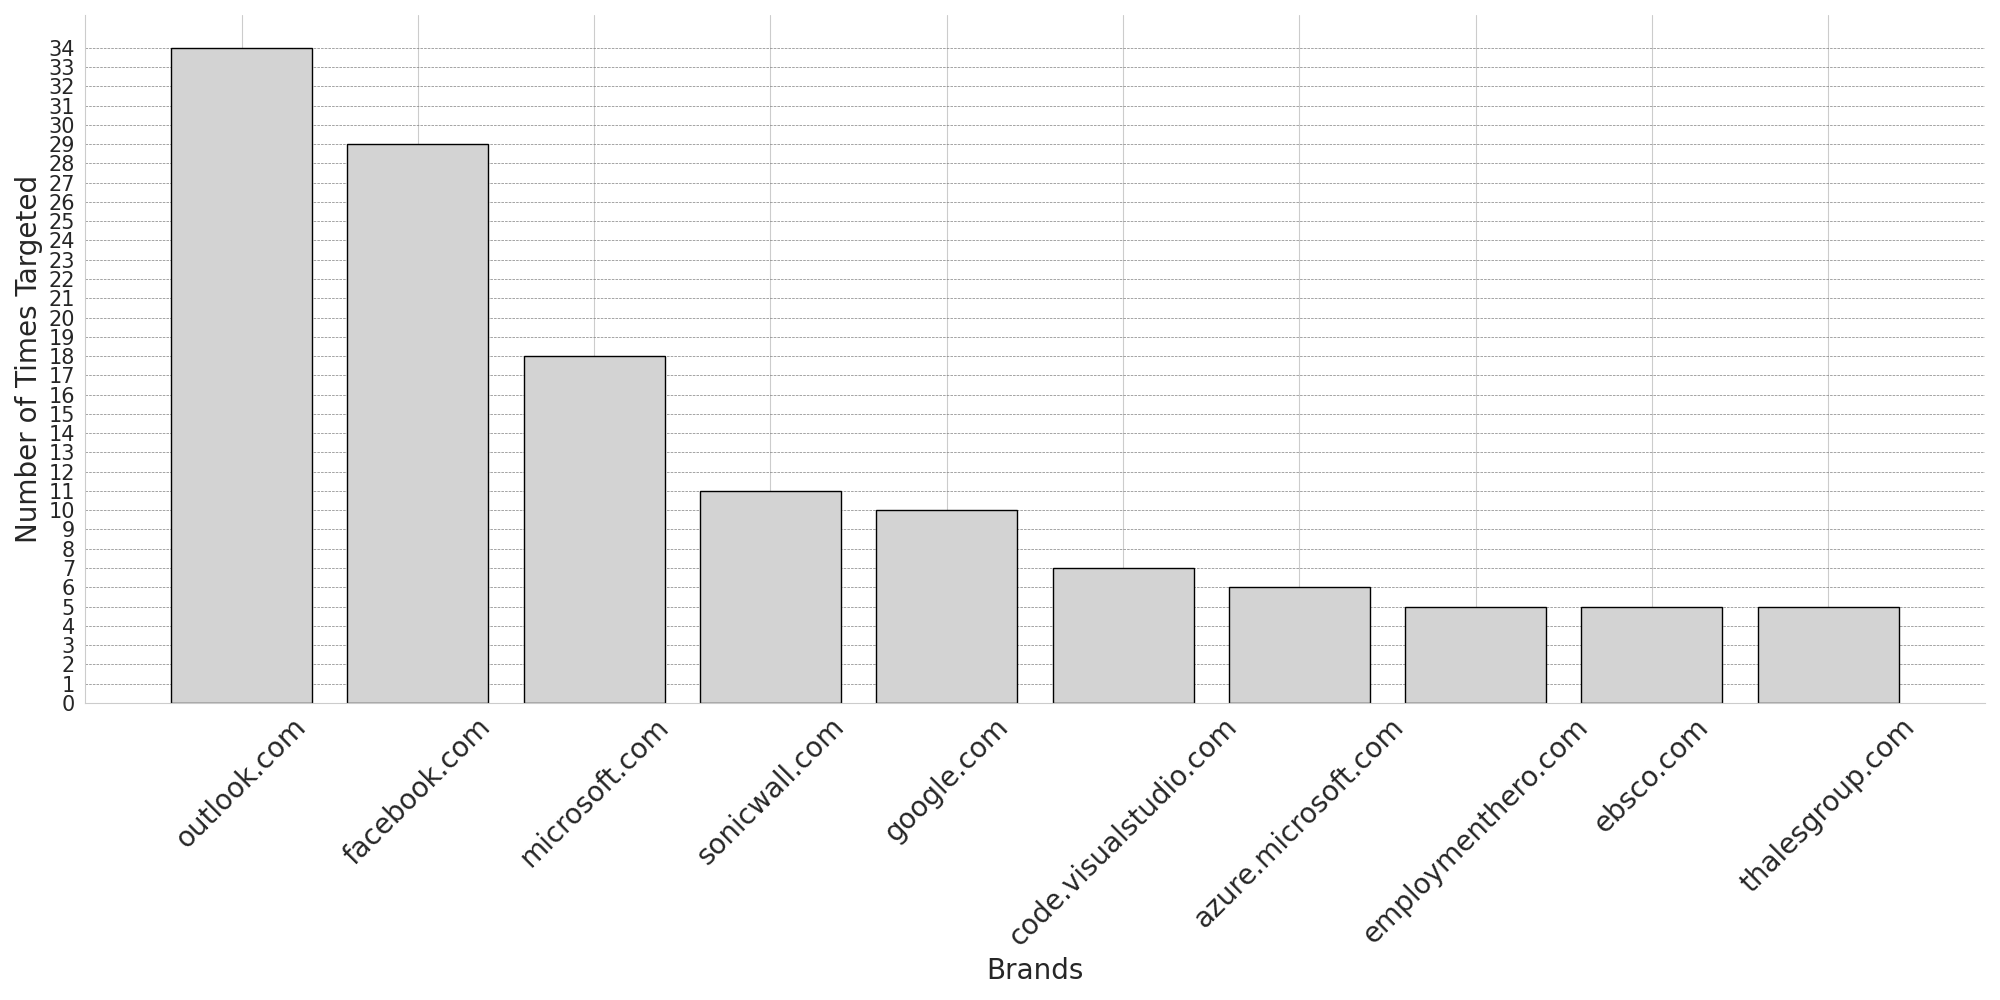 Number of Times Targeted
34
33
32
31
30
29
28
27
26
25
24
23
22
21
20
19
18
17
16
15
14
13
12
11
10
9
8
7
6
5
4
3
2
1
0
outlook.com
facebook.com
microsoft.com
sonicwall.com
google.com
code.visualstudio.com
azure.microsoft.com
employmenthero.com
ebsco.com
thalesgroup.com
Brands